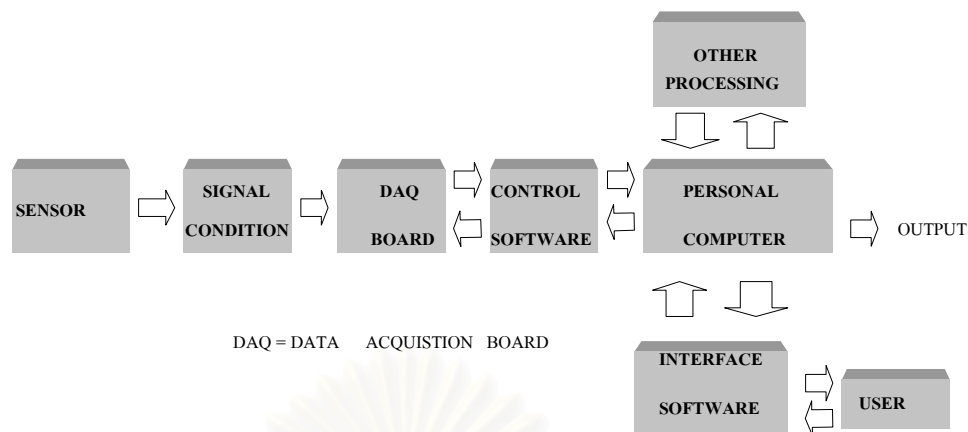 OTHER
PROCESSING
SENSOR
SIGNAL
CONDITION
DAQ
BOARD
CONTROL
SOFTWARE
PERSONAL
COMPUTER
OUTPUT
DAQ = DATA ACQUISTION BOARD
INTERFACE
SOFTWARE
USER